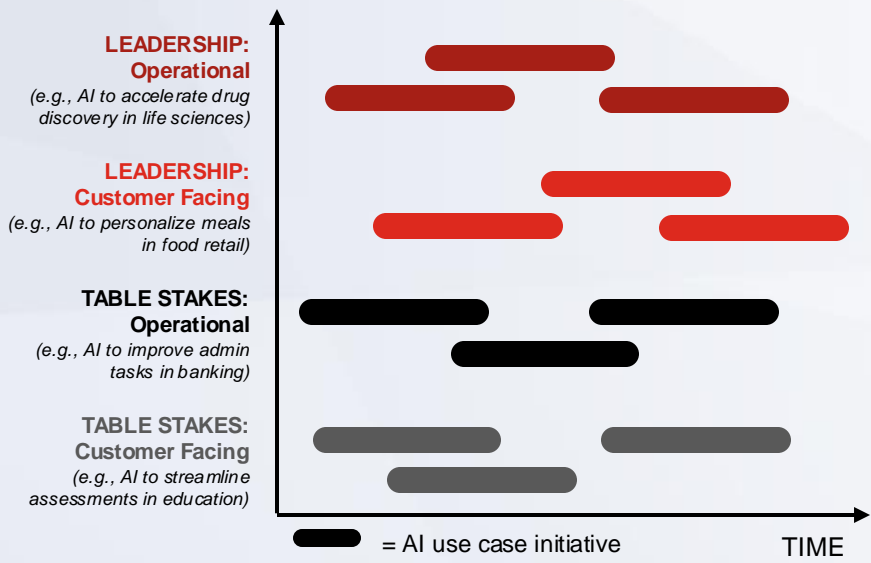 LEADERSHIP:
Operational
(e.g., AI to accelerate drug
discovery in life sciences)
LEADERSHIP:
Customer Facing
(e.g., AI to personalize meals
in food retail)
TABLE STAKES:
Operational
(e.g., AI to improve admin
tasks in banking)
TABLE STAKES:
Customer Facing
(e.g., AI to streamline
assessments in education)
= AI use case initiative
TIME